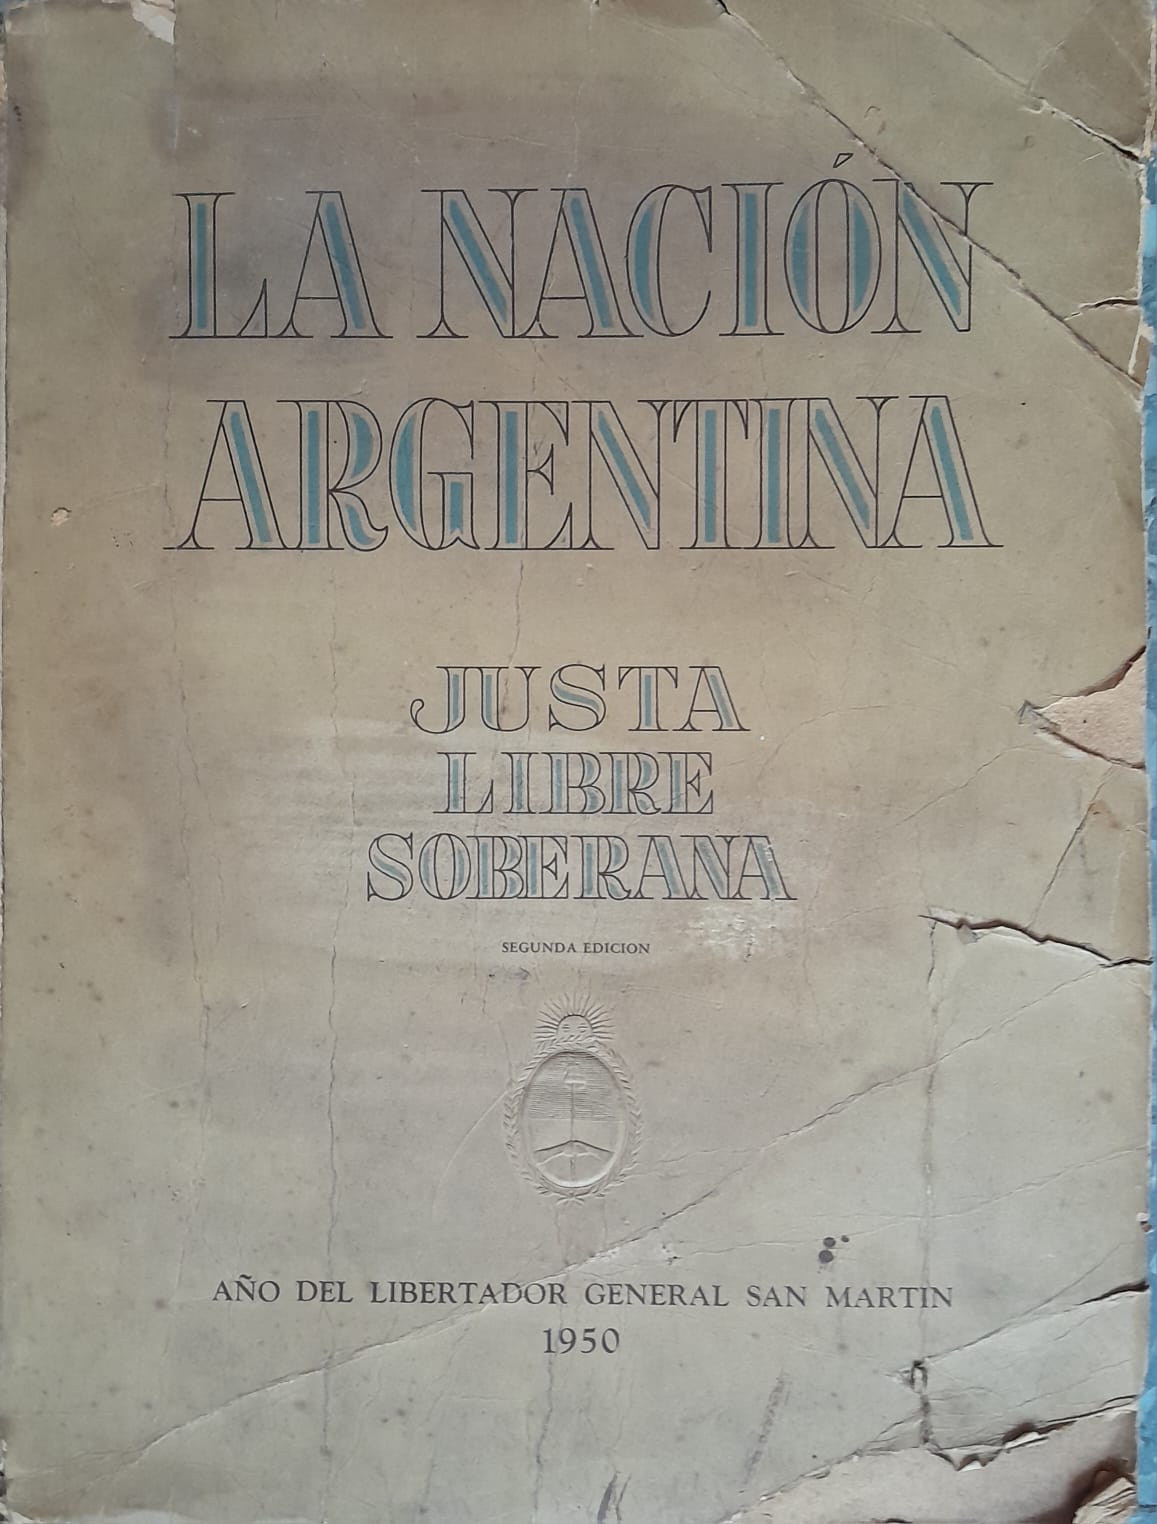 LA NACIÓN
ARGENTINA
JUSTA
LIBRE
SOBERANA
SEGUNDA EDICION
AÑO DEL LIBERTADOR GENERAL SAN MARTIN
1950